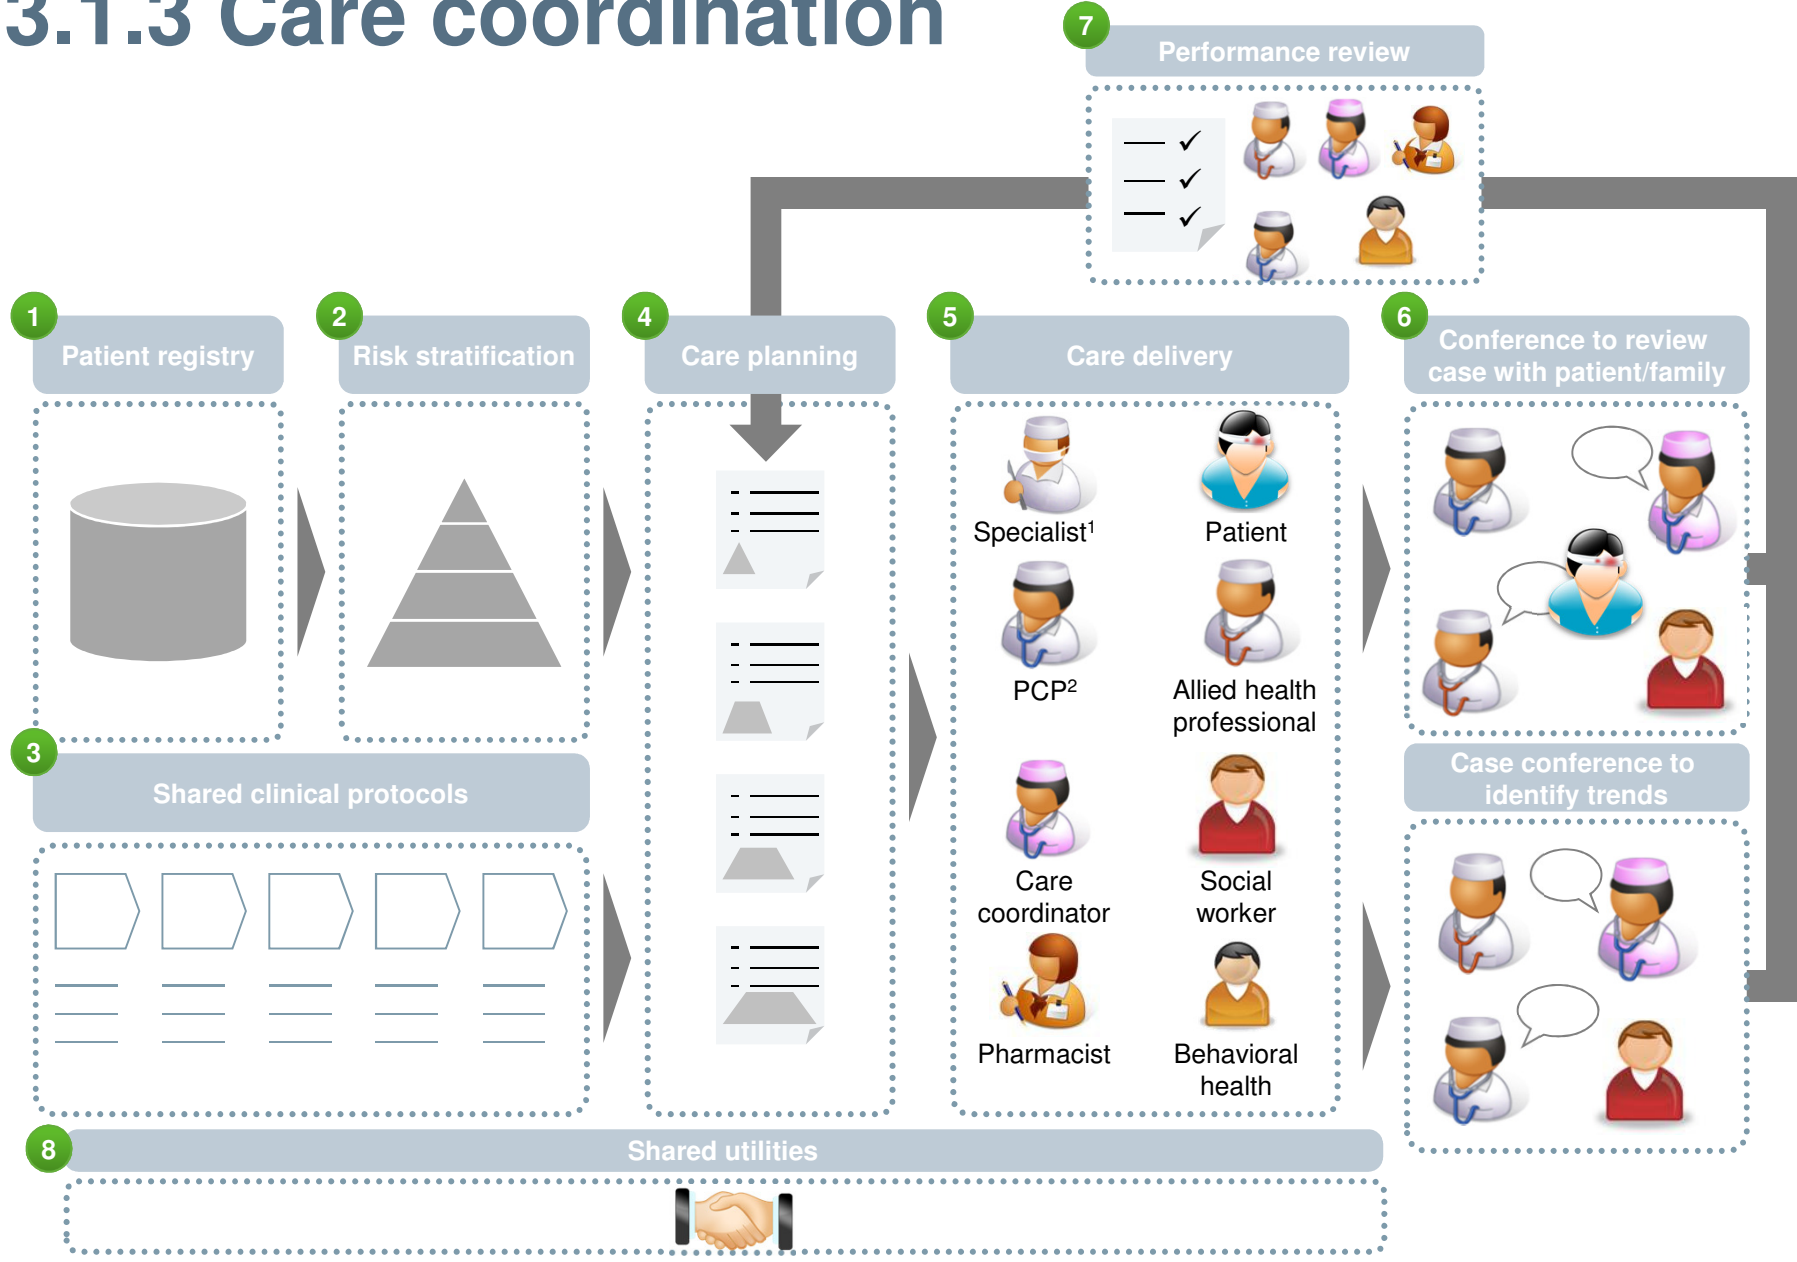 3.1.3 Care coordination
7
Performance review
1
Patient registry
2
Risk stratification
4
Care planning
5
Care delivery
6
Conference to review
case with patient/family
Specialist1
Patient
PCP2
Allied health
professional
3
Shared clinical protocols
Case conference to
identify trends
Care
coordinator
Social
worker
Pharmacist
Behavioral
health
8
Shared utilities